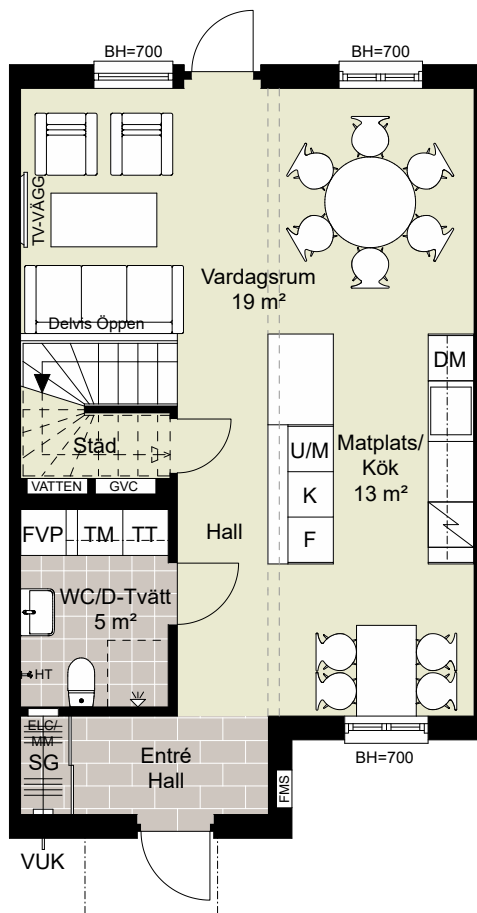 BH=700
BH=700
TV-VÄGG
Vardagsrum
19 m²
Delvis Öppen
DM
Städ
U/M
Matplats/
Kök
13 m²
K
VATTEN
GVC
FVP
TM
TT
Hall
F
WC/D-Tvätt
5 m²
HT
ELC/
MM
SG
Entré
Hall
BH=700
FMS
VUK